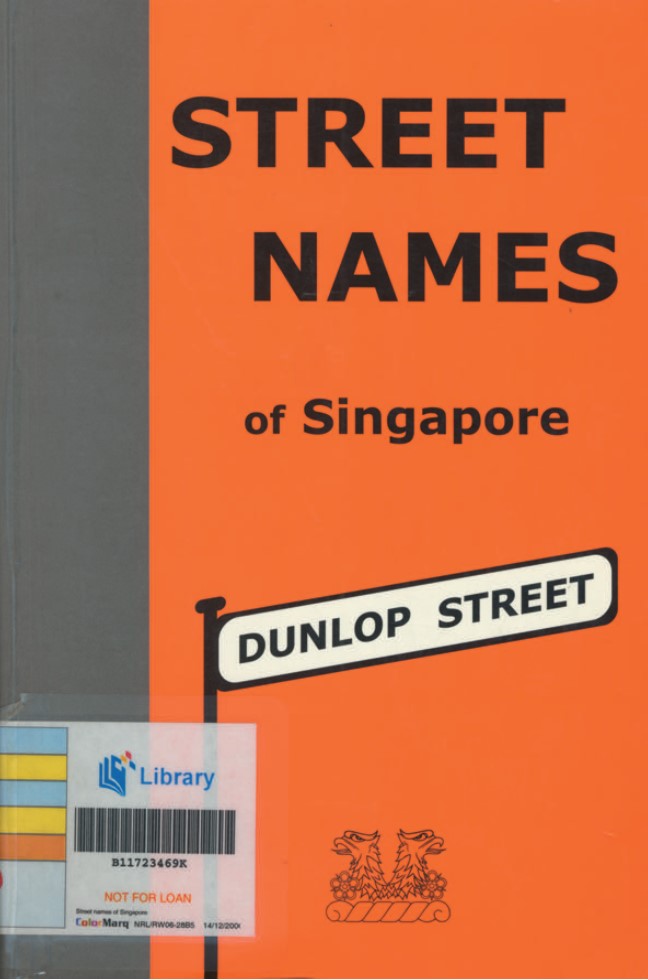 STREET
NAMES
of Singapore
DUNLOP STREET
Library
B11723469K
NOT FOR LOAN
Street names of Singapore
ColorMarq NRL/RW06-2885 14/12/200